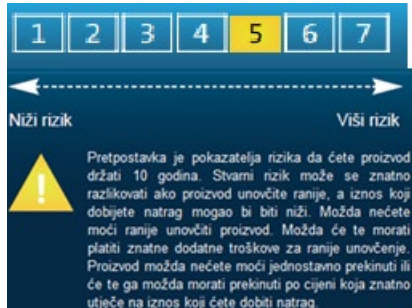 1 2 3 4 5 6 7
Niži rizik Viši rizik
Pretpostavka je pokazatelja rizika da ćete proizvod
držati 10 godina. Stvarni rizik može se znatno
razlikovati ako proizvod unovčite ranije, a iznos koji
dobijete natrag mogao bi biti niži. Možda nećete
moći ranije unovčiti proizvod. Možda će te morati
platiti znatne dodatne troškove za ranije unovčenje.
Proizvod možda nećete moći jednostavno prekinuti ili
će te ga možda morati prekinuti po cijeni koja znatno
utječe na iznos koji ćete dobiti natrag.